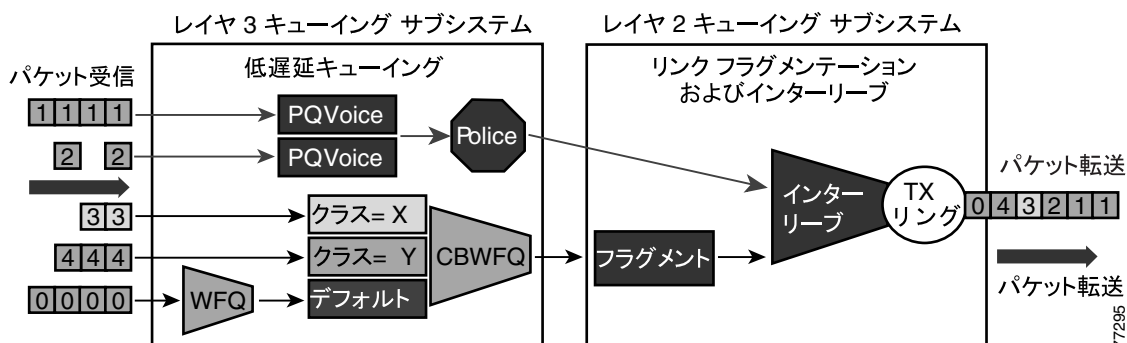 レイヤ 3 キューイング サブシステム
レイヤ 2 キューイング サブシステム
パケット受信
低遅延キューイング
リンク フラグメンテーション
およびインターリーブ
1 1 1 1
PQVoice
Police
2 2
PQVoice
3 3
クラス= X
4 4 4
クラス= Y
CBWFQ
0 0 0 0
WFQ
デフォルト
フラグメント
インター
リーブ
TX
リング
パケット転送
0 4 3 2 1 1
パケット転送
77295